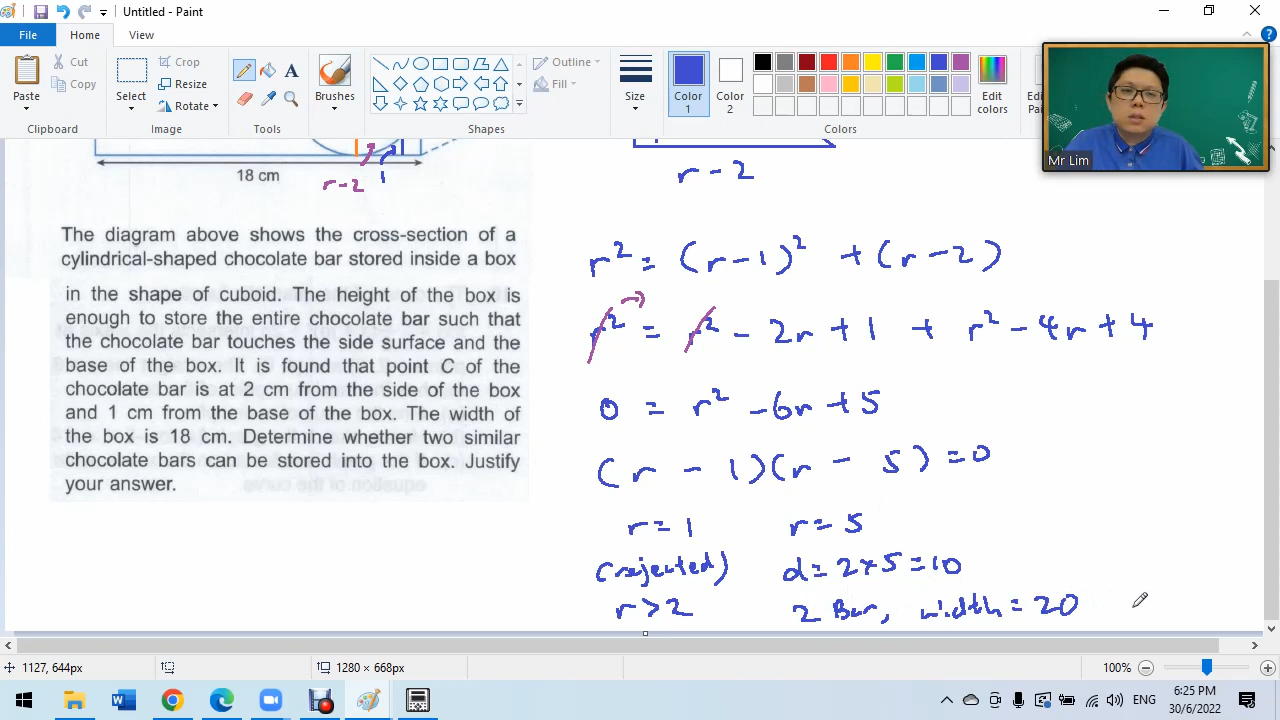 Untitled - Paint
File Home View
Paste
Cut
Copy
Clipboard
Select
Crop
Resize
Rotate
Image
A
Tools
Brushes
Outline
Fill
Shapes
Size
Color 1
Color 2
Edit colors
Colors
Mr Lim
18 cm
r-2
1
r - 2
The diagram above shows the cross-section of a
cylindrical-shaped chocolate bar stored inside a box
in the shape of cuboid. The height of the box is
enough to store the entire chocolate bar such that
the chocolate bar touches the side surface and the
base of the box. It is found that point C of the
chocolate bar is at 2 cm from the side of the box
and 1 cm from the base of the box. The width of
the box is 18 cm. Determine whether two similar
chocolate bars can be stored into the box. Justify
your answer.
r² = (r-1)² + (r-2)
r² = r² - 2r + 1 + r² - 4r + 4
0 = r² - 6r + 5
(r - 1)(r - 5) = 0
r = 1 r = 5
(rejected) d = 2×5 = 10
r > 2 2 Bar, width = 20
1127, 644px 1280 × 668px 100%
ENG
6:25 PM
30/6/2022